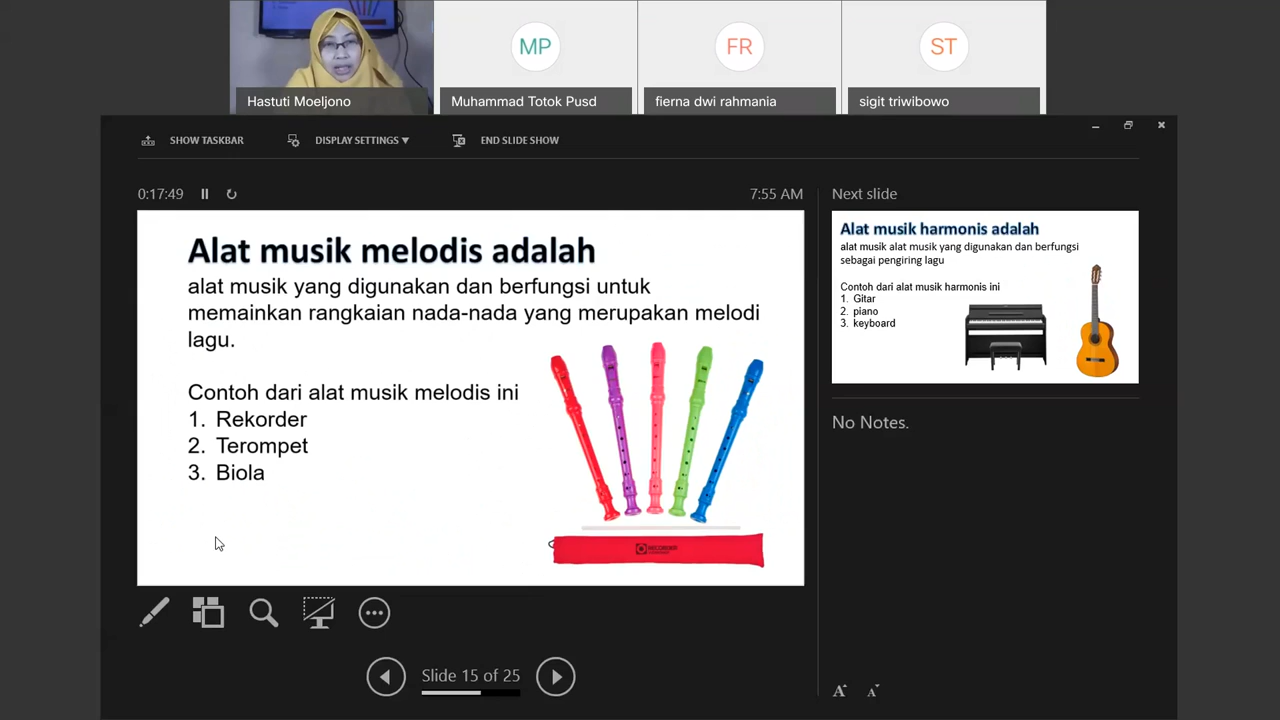 MP
FR
ST
Hastuti Moeljono
Muhammad Totok Pusd
fierna dwi rahmania
sigit triwibowo
SHOW TASKBAR
DISPLAY SETTINGS ▾
END SLIDE SHOW
0:17:49
7:55 AM
Alat musik melodis adalah
alat musik yang digunakan dan berfungsi untuk
memainkan rangkaian nada-nada yang merupakan melodi
lagu.
Contoh dari alat musik melodis ini
1. Rekorder
2. Terompet
3. Biola
Next slide
Alat musik harmonis adalah
alat musik alat musik yang digunakan dan berfungsi
sebagai pengiring lagu
Contoh dari alat musik harmonis ini
1. Gitar
2. piano
3. keyboard
No Notes.
Slide 15 of 25
A A